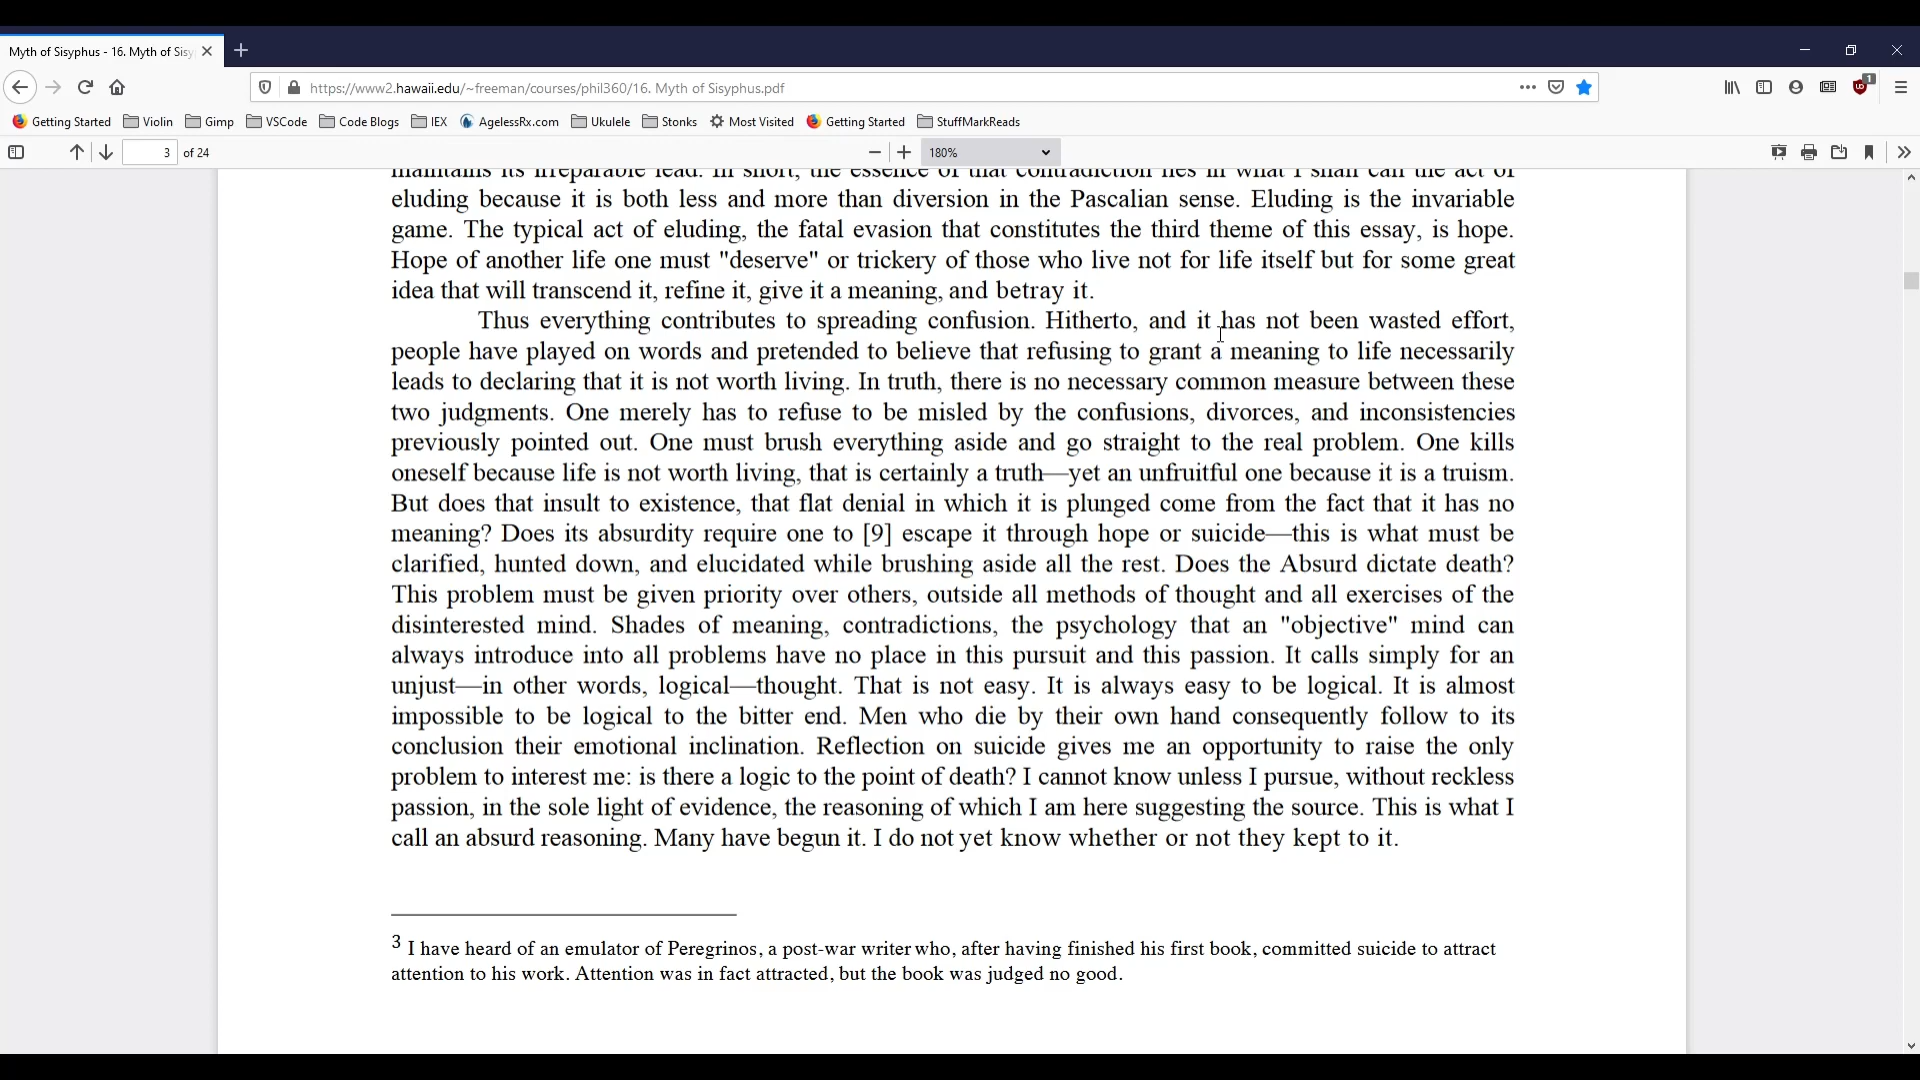 Myth of Sisyphus - 16. Myth of Sisy
https://www2.hawaii.edu/~freeman/courses/phil360/16. Myth of Sisyphus.pdf
1
Getting Started Violin Gimp VSCode Code Blogs IEX AgelessRx.com Ukulele Stonks Most Visited Getting Started StuffMarkReads
3 of 24 180%
maintains its irreparable lead. In short, the essence of that contradiction lies in what I shall call the act of
eluding because it is both less and more than diversion in the Pascalian sense. Eluding is the invariable
game. The typical act of eluding, the fatal evasion that constitutes the third theme of this essay, is hope.
Hope of another life one must "deserve" or trickery of those who live not for life itself but for some great
idea that will transcend it, refine it, give it a meaning, and betray it.
Thus everything contributes to spreading confusion. Hitherto, and it has not been wasted effort,
people have played on words and pretended to believe that refusing to grant a meaning to life necessarily
leads to declaring that it is not worth living. In truth, there is no necessary common measure between these
two judgments. One merely has to refuse to be misled by the confusions, divorces, and inconsistencies
previously pointed out. One must brush everything aside and go straight to the real problem. One kills
oneself because life is not worth living, that is certainly a truth—yet an unfruitful one because it is a truism.
But does that insult to existence, that flat denial in which it is plunged come from the fact that it has no
meaning? Does its absurdity require one to [9] escape it through hope or suicide—this is what must be
clarified, hunted down, and elucidated while brushing aside all the rest. Does the Absurd dictate death?
This problem must be given priority over others, outside all methods of thought and all exercises of the
disinterested mind. Shades of meaning, contradictions, the psychology that an "objective" mind can
always introduce into all problems have no place in this pursuit and this passion. It calls simply for an
unjust—in other words, logical—thought. That is not easy. It is always easy to be logical. It is almost
impossible to be logical to the bitter end. Men who die by their own hand consequently follow to its
conclusion their emotional inclination. Reflection on suicide gives me an opportunity to raise the only
problem to interest me: is there a logic to the point of death? I cannot know unless I pursue, without reckless
passion, in the sole light of evidence, the reasoning of which I am here suggesting the source. This is what I
call an absurd reasoning. Many have begun it. I do not yet know whether or not they kept to it.
3 I have heard of an emulator of Peregrinos, a post-war writer who, after having finished his first book, committed suicide to attract
attention to his work. Attention was in fact attracted, but the book was judged no good.